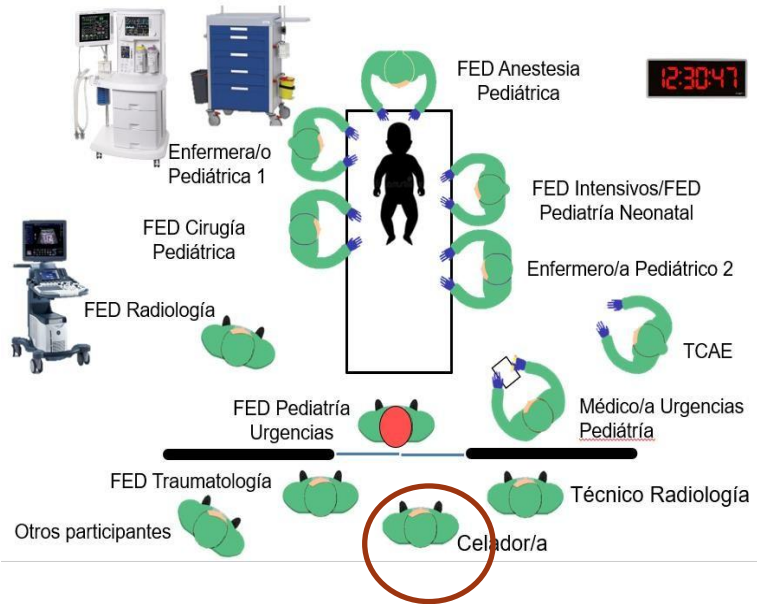 FED Anestesia
Pediátrica
12:30:47
Enfermera/o
Pediátrica 1
FED Intensivos/FED
Pediatría Neonatal
FED Cirugía
Pediátrica
Enfermero/a Pediátrico 2
FED Radiología
TCAE
FED Pediatría
Urgencias
Médico/a Urgencias
Pediátría
FED Traumatología
Técnico Radiología
Otros participantes
Celador/a